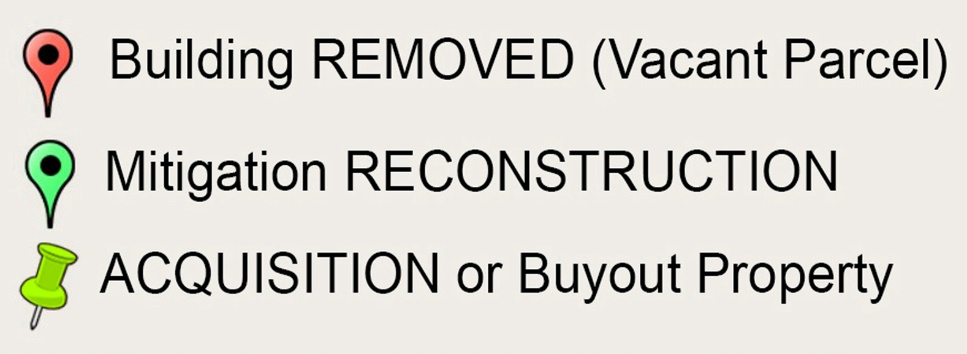 Building REMOVED (Vacant Parcel)
Mitigation RECONSTRUCTION
ACQUISITION or Buyout Property